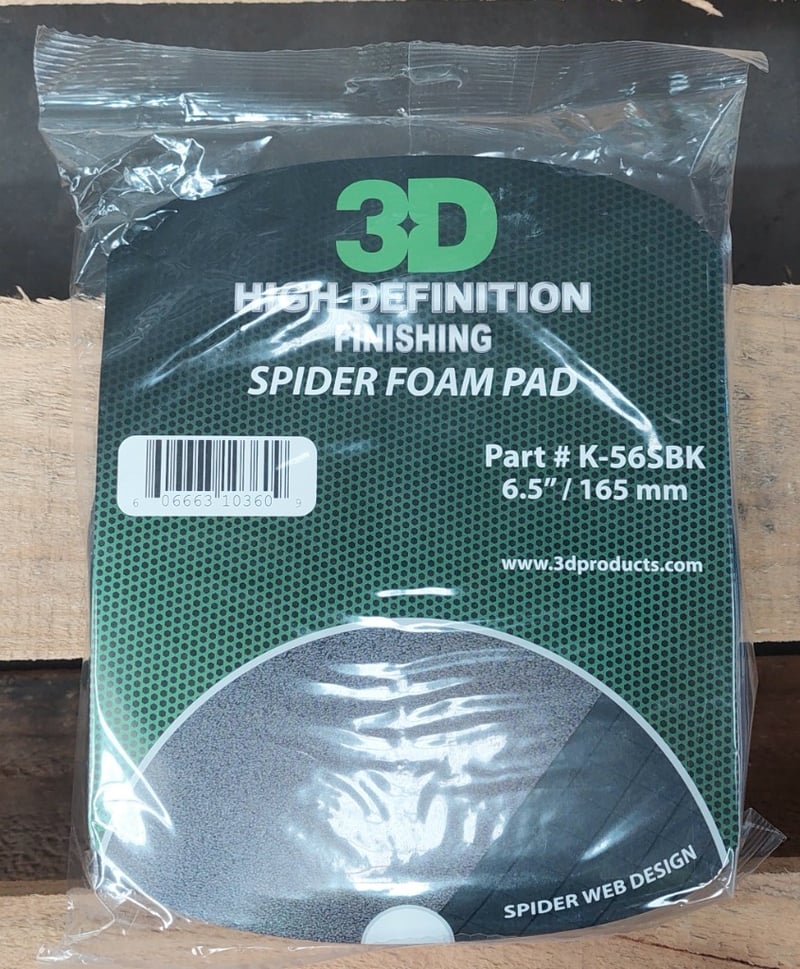 3D
HIGH-DEFINITION
FINISHING
SPIDER FOAM PAD
6 06663 10360 9
Part # K-56SBK
6.5” / 165 mm
www.3dproducts.com
SPIDER WEB DESIGN